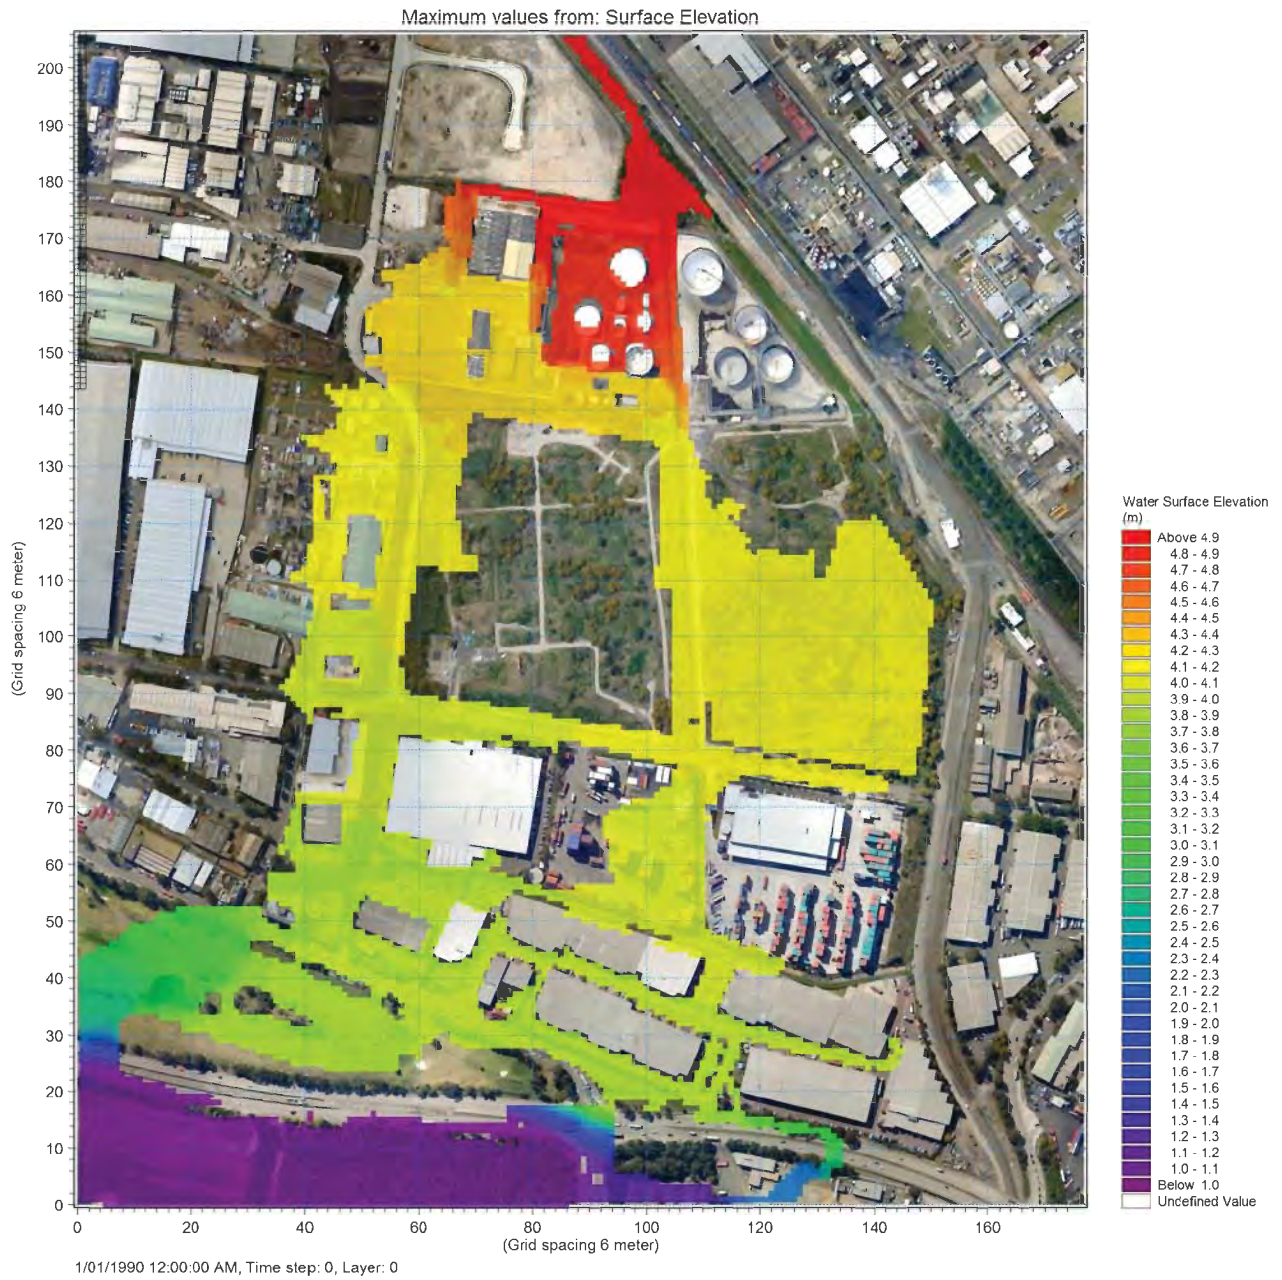 Maximum values from: Surface Elevation
200
190
180
170
160
150
140
130
120
110
100
90
80
70
60
50
40
30
20
10
0
(Grid spacing 6 meter)
0 20 40 60 80 100 120 140 160
(Grid spacing 6 meter)
1/01/1990 12:00:00 AM, Time step: 0, Layer: 0
Water Surface Elevation
(m)
Above 4.9
4.8 - 4.9
4.7 - 4.8
4.6 - 4.7
4.5 - 4.6
4.4 - 4.5
4.3 - 4.4
4.2 - 4.3
4.1 - 4.2
4.0 - 4.1
3.9 - 4.0
3.8 - 3.9
3.7 - 3.8
3.6 - 3.7
3.5 - 3.6
3.4 - 3.5
3.3 - 3.4
3.2 - 3.3
3.1 - 3.2
3.0 - 3.1
2.9 - 3.0
2.8 - 2.9
2.7 - 2.8
2.6 - 2.7
2.5 - 2.6
2.4 - 2.5
2.3 - 2.4
2.2 - 2.3
2.1 - 2.2
2.0 - 2.1
1.9 - 2.0
1.8 - 1.9
1.7 - 1.8
1.6 - 1.7
1.5 - 1.6
1.4 - 1.5
1.3 - 1.4
1.2 - 1.3
1.1 - 1.2
1.0 - 1.1
Below 1.0
Undefined Value